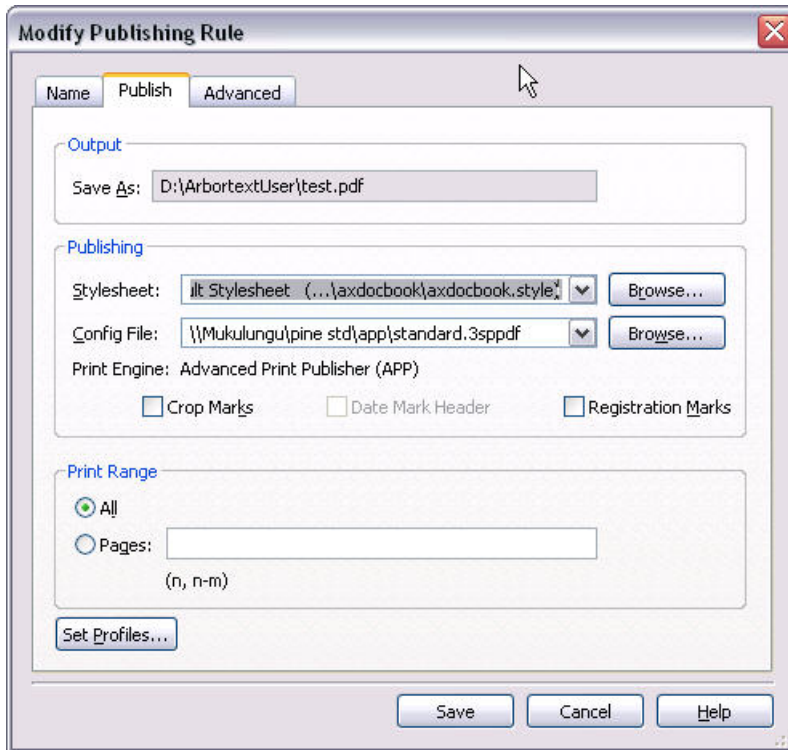 Modify Publishing Rule
Name Publish Advanced
Output
Save As: D:\ArbortextUser\test.pdf
Publishing
Stylesheet: ult Stylesheet (...\axdocbook\axdocbook.style) Browse...
Config File: \\Mukulungu\pine std\app\standard.3sppdf Browse...
Print Engine: Advanced Print Publisher (APP)
Crop Marks Date Mark Header Registration Marks
Print Range
All
Pages:
(n, n-m)
Set Profiles...
Save Cancel Help